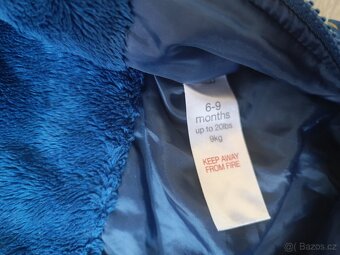 6-9
months
up to 20lbs
9kg
KEEP AWAY
FROM FIRE
Bazos.cz